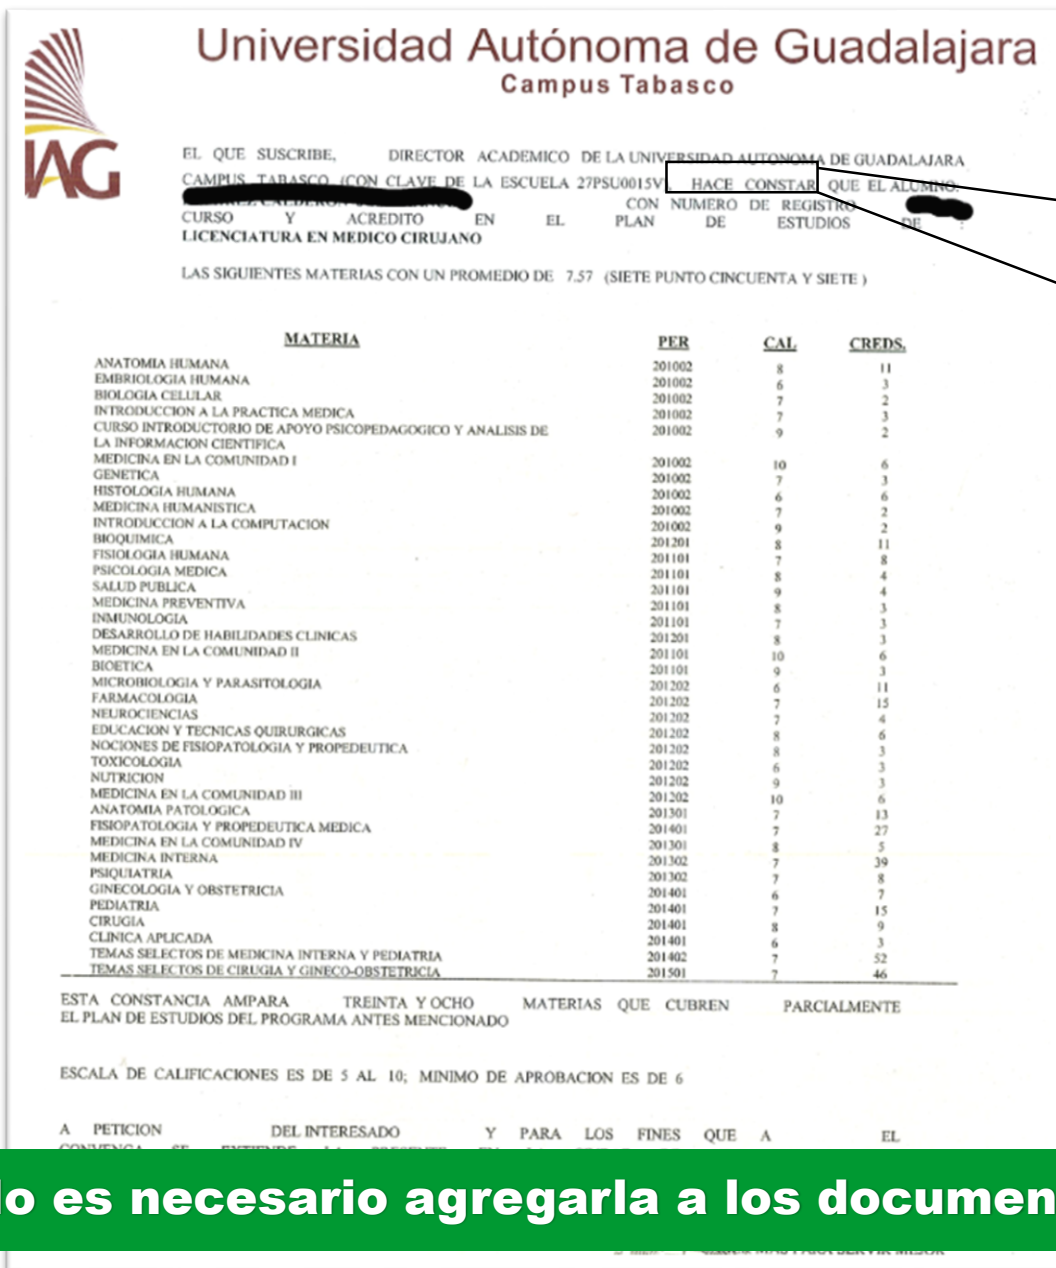 Universidad Autónoma de Guadalajara
Campus Tabasco
IAG
EL QUE SUSCRIBE, DIRECTOR ACADEMICO DE LA UNIVERSIDAD AUTONOMA DE GUADALAJARA
CAMPUS TABASCO (CON CLAVE DE LA ESCUELA 27PSU0015V), HACE CONSTAR QUE EL ALUMNO:
CON NUMERO DE REGISTRO
CURSO Y ACREDITO EN EL PLAN DE ESTUDIOS DE :
LICENCIATURA EN MEDICO CIRUJANO
LAS SIGUIENTES MATERIAS CON UN PROMEDIO DE 7.57 (SIETE PUNTO CINCUENTA Y SIETE )
MATERIA PER CAL CREDS.
ANATOMIA HUMANA 201002 8 11
EMBRIOLOGIA HUMANA 201002 6 3
BIOLOGIA CELULAR 201002 7 2
INTRODUCCION A LA PRACTICA MEDICA 201002 7 3
CURSO INTRODUCTORIO DE APOYO PSICOPEDAGOGICO Y ANALISIS DE 201002 9 2
LA INFORMACION CIENTIFICA
MEDICINA EN LA COMUNIDAD I 201002 10 6
GENETICA 201002 7 3
HISTOLOGIA HUMANA 201002 6 6
MEDICINA HUMANISTICA 201002 7 2
INTRODUCCION A LA COMPUTACION 201002 9 2
BIOQUIMICA 201201 8 11
FISIOLOGIA HUMANA 201101 7 8
PSICOLOGIA MEDICA 201101 8 4
SALUD PUBLICA 201101 9 4
MEDICINA PREVENTIVA 201101 8 3
INMUNOLOGIA 201101 7 3
DESARROLLO DE HABILIDADES CLINICAS 201201 8 3
MEDICINA EN LA COMUNIDAD II 201101 10 6
BIOETICA 201101 9 3
MICROBIOLOGIA Y PARASITOLOGIA 201202 6 11
FARMACOLOGIA 201202 7 15
NEUROCIENCIAS 201202 7 4
EDUCACION Y TECNICAS QUIRURGICAS 201202 8 6
NOCIONES DE FISIOPATOLOGIA Y PROPEDEUTICA 201202 8 3
TOXICOLOGIA 201202 6 3
NUTRICION 201202 9 3
MEDICINA EN LA COMUNIDAD III 201202 10 6
ANATOMIA PATOLOGICA 201301 7 13
FISIOPATOLOGIA Y PROPEDEUTICA MEDICA 201401 7 27
MEDICINA EN LA COMUNIDAD IV 201301 8 5
MEDICINA INTERNA 201302 7 39
PSIQUIATRIA 201302 7 8
GINECOLOGIA Y OBSTETRICIA 201401 6 7
PEDIATRIA 201401 7 15
CIRUGIA 201401 8 9
CLINICA APLICADA 201401 6 3
TEMAS SELECTOS DE MEDICINA INTERNA Y PEDIATRIA 201402 7 52
TEMAS SELECTOS DE CIRUGIA Y GINECO-OBSTETRICIA 201501 7 46
ESTA CONSTANCIA AMPARA TREINTA Y OCHO MATERIAS QUE CUBREN PARCIALMENTE
EL PLAN DE ESTUDIOS DEL PROGRAMA ANTES MENCIONADO
ESCALA DE CALIFICACIONES ES DE 5 AL 10; MINIMO DE APROBACION ES DE 6
A PETICION DEL INTERESADO Y PARA LOS FINES QUE A EL
lo es necesario agregarla a los documen